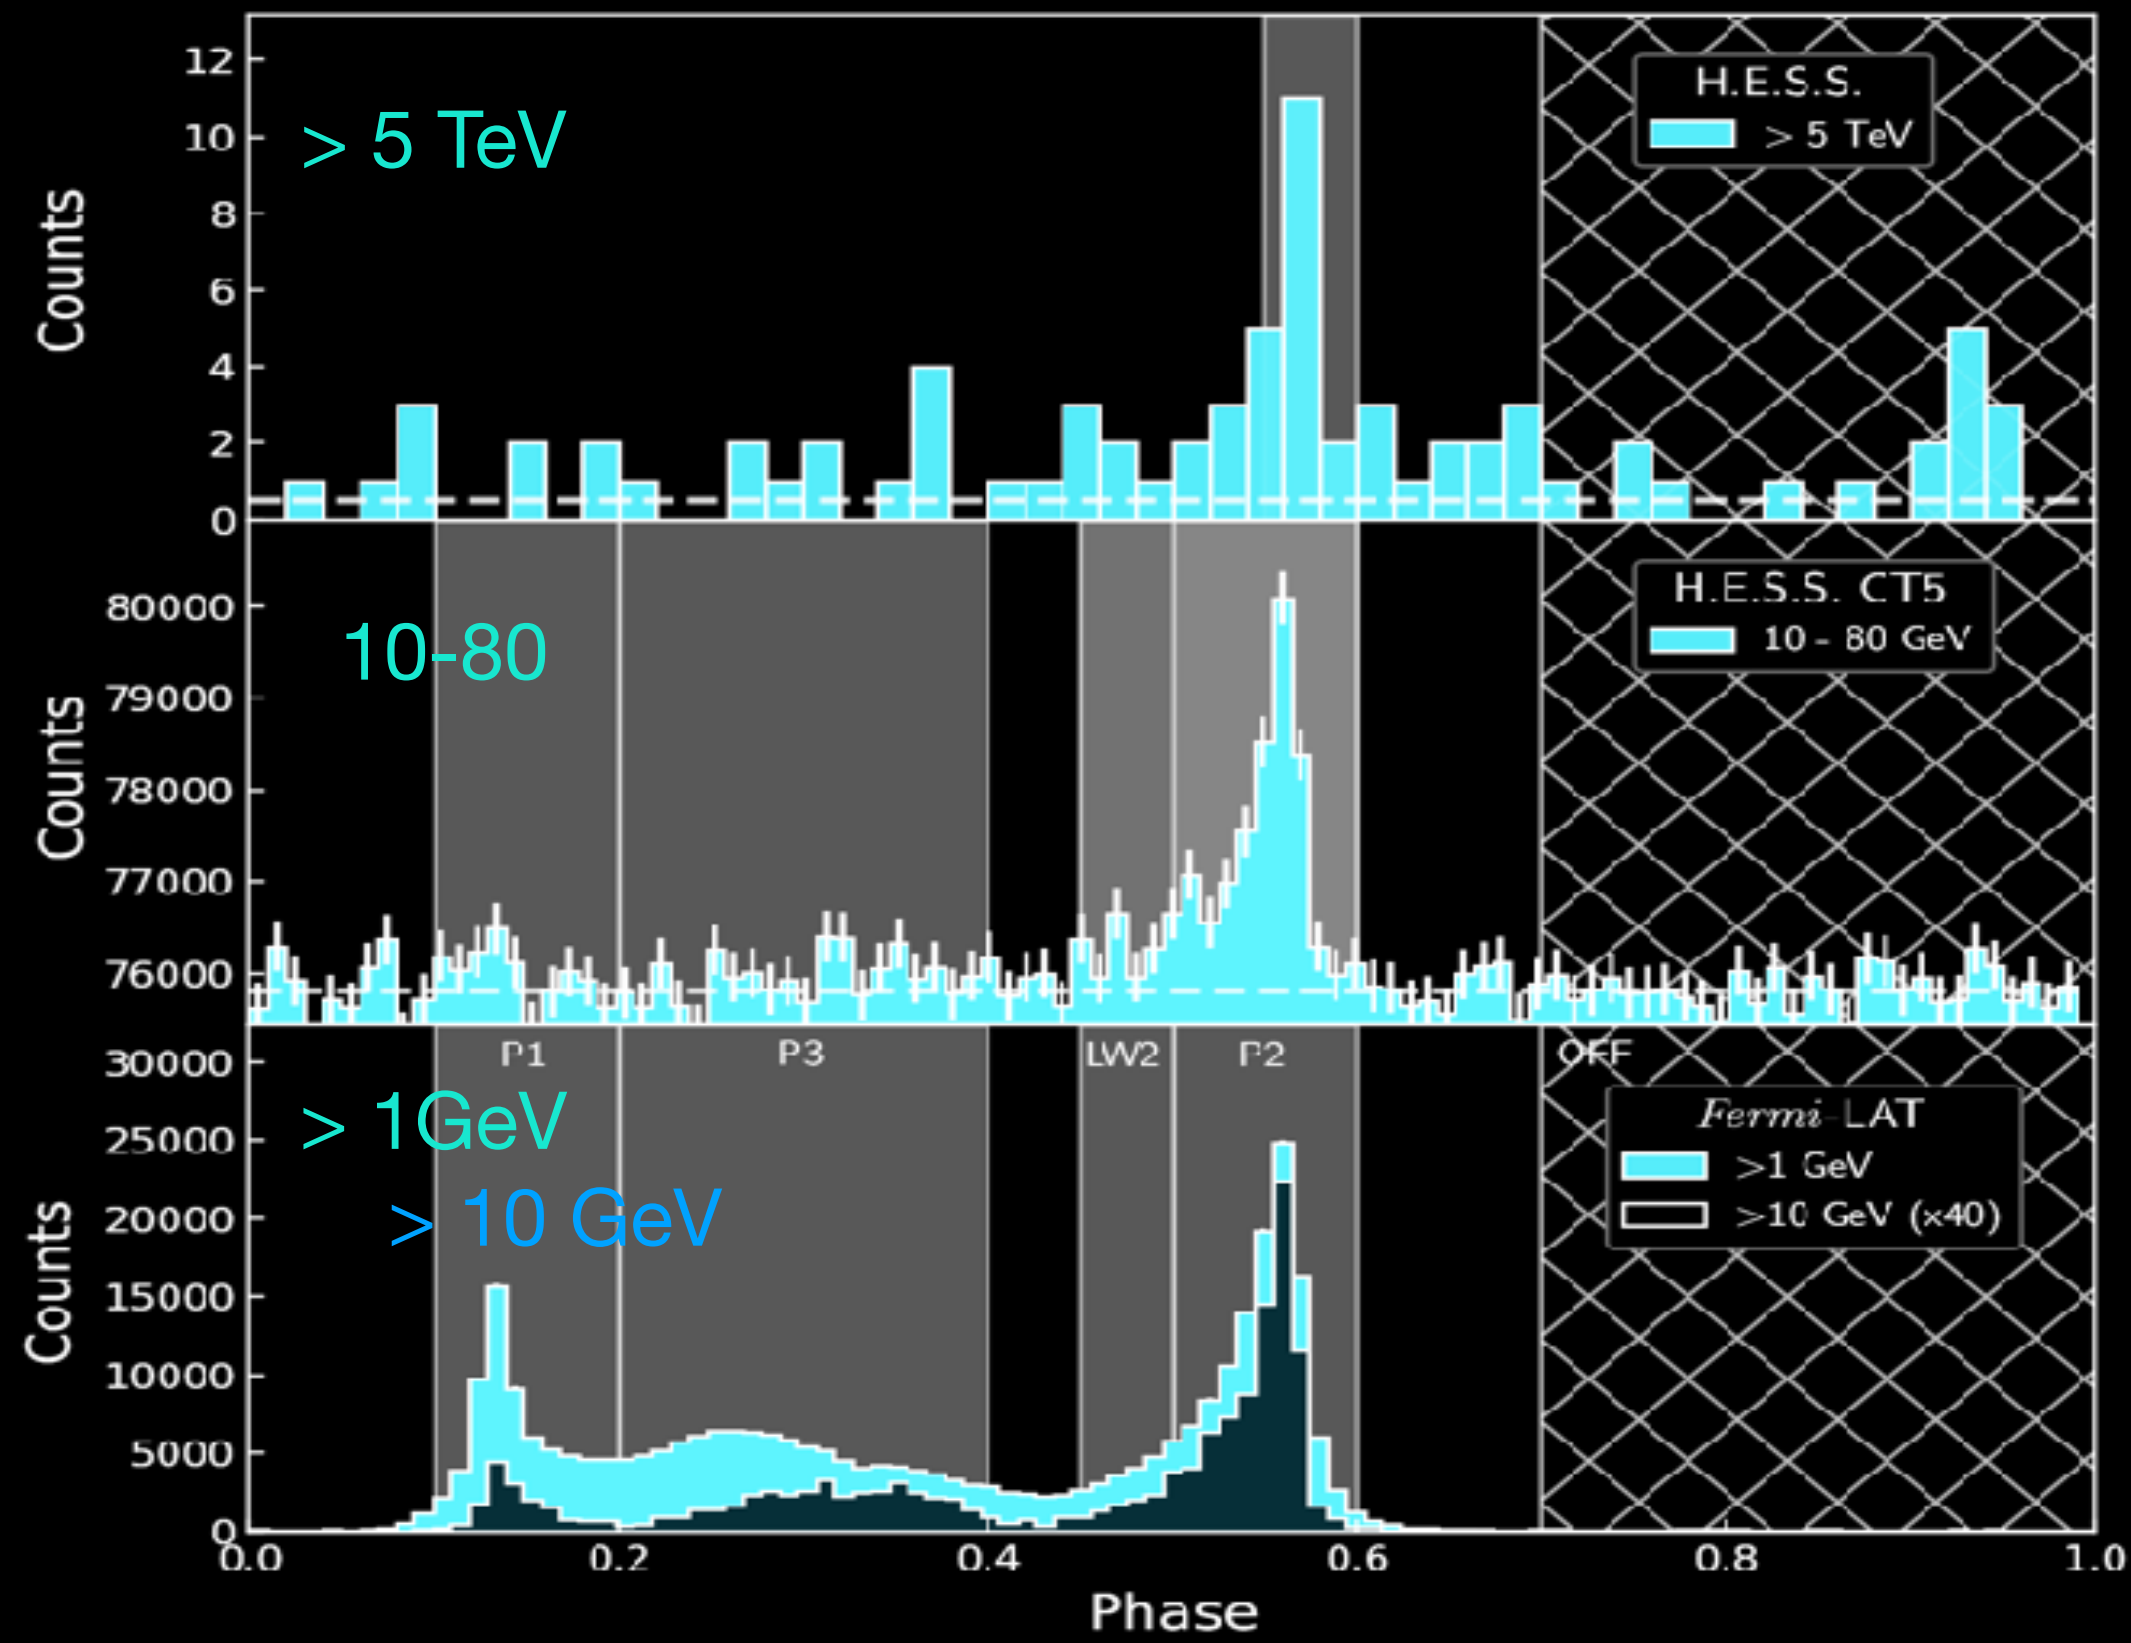 12
10
8
6
4
2
0
Counts
> 5 TeV
H.E.S.S.
> 5 TeV
80000
79000
78000
77000
76000
Counts
10-80
H.E.S.S. CT5
10 - 80 GeV
P1
P3
LW2
P2
OFF
30000
25000
20000
15000
10000
5000
0
Counts
> 1GeV
> 10 GeV
Fermi-LAT
>1 GeV
>10 GeV (x40)
0.0
0.2
0.4
0.6
0.8
1.0
Phase